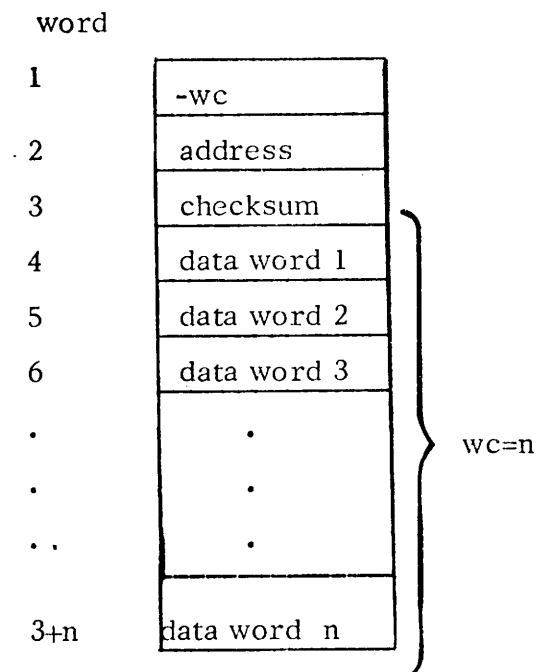 word
1 -wc
2 address
3 checksum
4 data word 1
5 data word 2
6 data word 3
. .
. . wc=n
. . .
3+n data word n